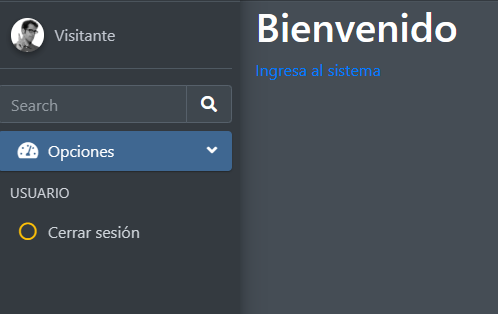 Visitante
Search
Opciones
USUARIO
Cerrar sesión
Bienvenido
Ingresa al sistema